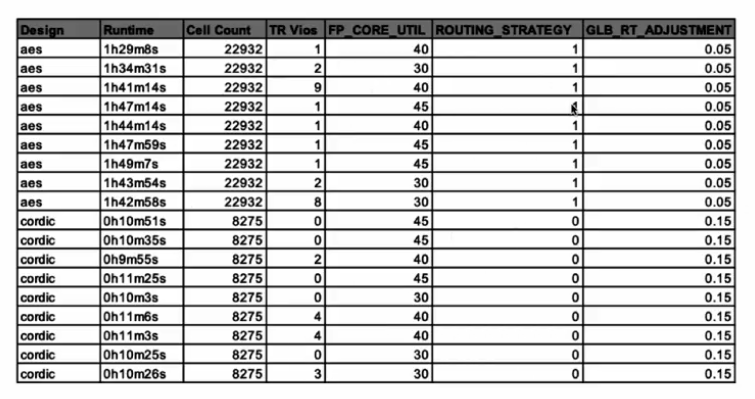 Design Runtime Cell Count TR Vios FP_CORE_UTIL ROUTING_STRATEGY GLB_RT_ADJUSTMENT
aes 1h29m8s 22932 1 40 1 0.05
aes 1h34m31s 22932 2 30 1 0.05
aes 1h41m14s 22932 9 40 1 0.05
aes 1h47m14s 22932 1 45 1 0.05
aes 1h44m14s 22932 1 40 1 0.05
aes 1h47m59s 22932 1 45 1 0.05
aes 1h49m7s 22932 1 45 1 0.05
aes 1h43m54s 22932 2 30 1 0.05
aes 1h42m58s 22932 8 30 1 0.05
cordic 0h10m51s 8275 0 45 0 0.15
cordic 0h10m35s 8275 0 45 0 0.15
cordic 0h9m55s 8275 2 40 0 0.15
cordic 0h11m25s 8275 0 45 0 0.15
cordic 0h10m3s 8275 0 30 0 0.15
cordic 0h11m6s 8275 4 40 0 0.15
cordic 0h11m3s 8275 4 40 0 0.15
cordic 0h10m25s 8275 0 30 0 0.15
cordic 0h10m26s 8275 3 30 0 0.15